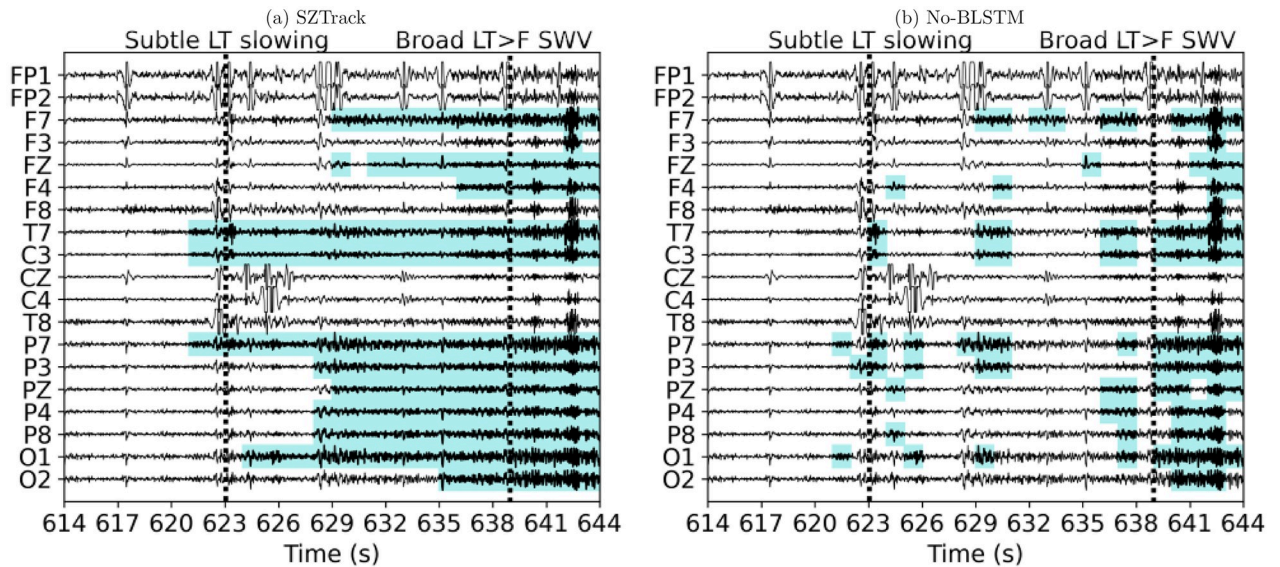 (a) SZTrack
Subtle LT slowing Broad LT>F SWV
FP1
FP2
F7
F3
FZ
F4
F8
T7
C3
CZ
C4
T8
P7
P3
PZ
P4
P8
O1
O2
614 617 620 623 626 629 632 635 638 641 644
Time (s)
(b) No-BLSTM
Subtle LT slowing Broad LT>F SWV
FP1
FP2
F7
F3
FZ
F4
F8
T7
C3
CZ
C4
T8
P7
P3
PZ
P4
P8
O1
O2
614 617 620 623 626 629 632 635 638 641 644
Time (s)